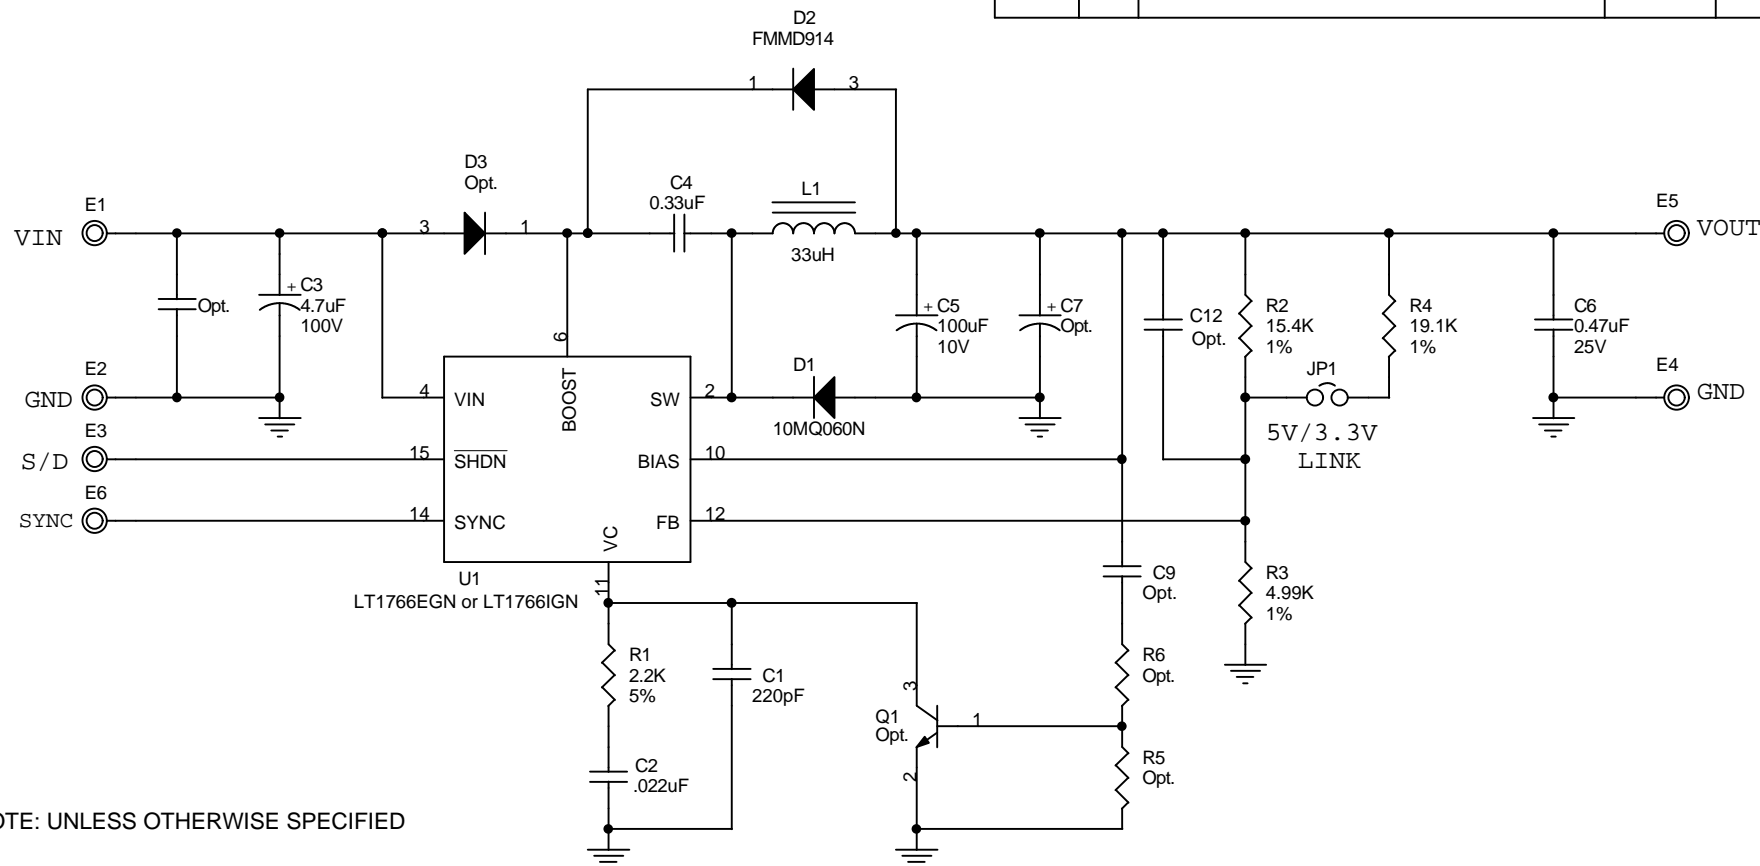 D2
FMMD914
1
3
D3
Opt.
C4
0.33uF
L1
E1
E5
VIN
3
1
33uH
VOUT
Opt.
+ C3
4.7uF
100V
+ C5
100uF
10V
+ C7
Opt.
C12
Opt.
R2
15.4K
1%
R4
19.1K
1%
C6
0.47uF
25V
6
E2
GND
4
VIN
BOOST
SW
2
D1
10MQ060N
JP1
5V/3.3V
LINK
E4
GND
E3
S/D
15
SHDN
BIAS
10
E6
SYNC
14
SYNC
FB
12
VC
U1
LT1766EGN or LT1766IGN
11
C9
Opt.
R3
4.99K
1%
R1
2.2K
5%
C1
220pF
R6
Opt.
3
Q1
Opt.
1
2
C2
.022uF
R5
Opt.
OTE: UNLESS OTHERWISE SPECIFIED